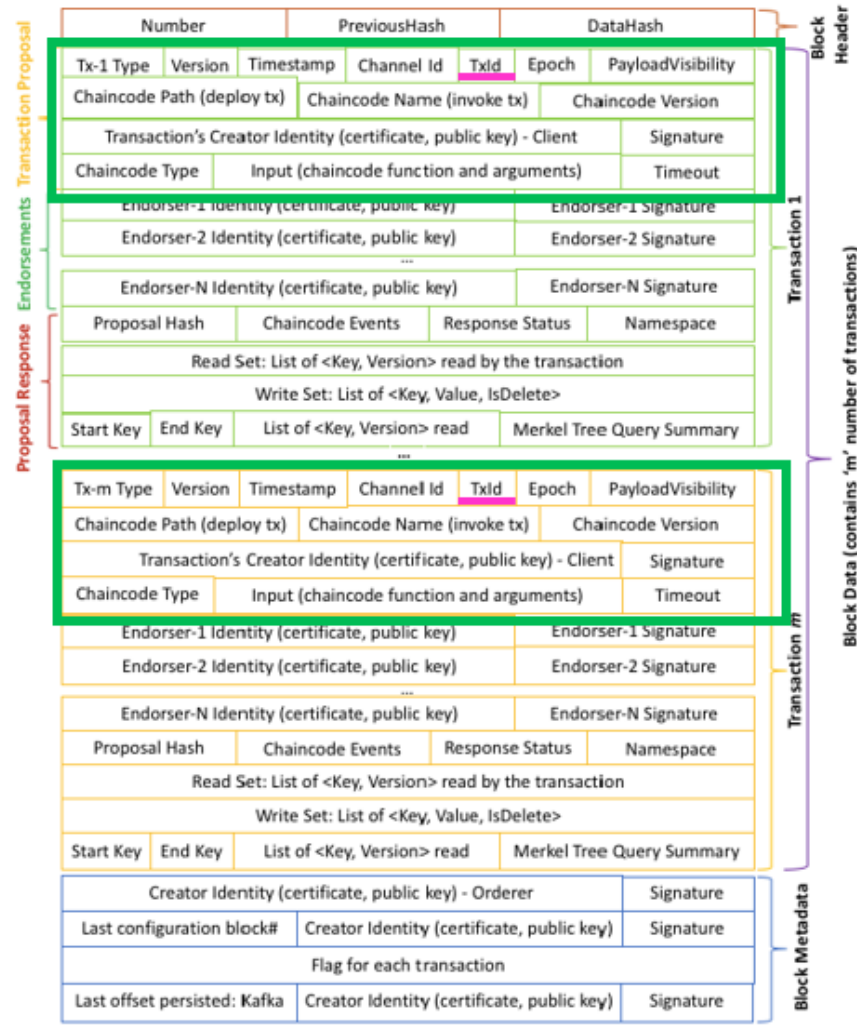 Number PreviousHash DataHash
Block Header
Transaction Proposal
Tx-1 Type Version Timestamp Channel Id TxId Epoch PayloadVisibility
Chaincode Path (deploy tx) Chaincode Name (invoke tx) Chaincode Version
Transaction's Creator Identity (certificate, public key) - Client Signature
Chaincode Type Input (chaincode function and arguments) Timeout
Endorsements
Endorser-1 Identity (certificate, public key) Endorser-1 Signature
Endorser-2 Identity (certificate, public key) Endorser-2 Signature
...
Endorser-N Identity (certificate, public key) Endorser-N Signature
Proposal Response
Proposal Hash Chaincode Events Response Status Namespace
Read Set: List of <Key, Version> read by the transaction
Write Set: List of <Key, Value, IsDelete>
Start Key End Key List of <Key, Version> read Merkel Tree Query Summary
Transaction 1
...
Block Data (contains 'm' number of transactions)
Tx-m Type Version Timestamp Channel Id TxId Epoch PayloadVisibility
Chaincode Path (deploy tx) Chaincode Name (invoke tx) Chaincode Version
Transaction's Creator Identity (certificate, public key) - Client Signature
Chaincode Type Input (chaincode function and arguments) Timeout
Endorser-1 Identity (certificate, public key) Endorser-1 Signature
Endorser-2 Identity (certificate, public key) Endorser-2 Signature
...
Endorser-N Identity (certificate, public key) Endorser-N Signature
Proposal Hash Chaincode Events Response Status Namespace
Read Set: List of <Key, Version> read by the transaction
Write Set: List of <Key, Value, IsDelete>
Start Key End Key List of <Key, Version> read Merkel Tree Query Summary
Transaction m
Creator Identity (certificate, public key) - Orderer Signature
Last configuration block# Creator Identity (certificate, public key) Signature
Flag for each transaction
Last offset persisted: Kafka Creator Identity (certificate, public key) Signature
Block Metadata